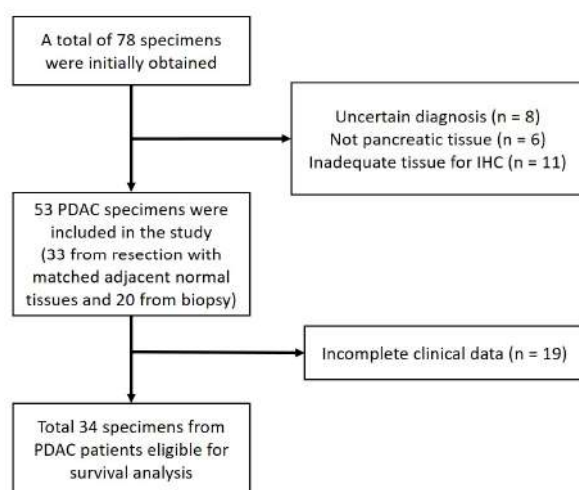 A total of 78 specimens
were initially obtained
Uncertain diagnosis (n = 8)
Not pancreatic tissue (n = 6)
Inadequate tissue for IHC (n = 11)
53 PDAC specimens were
included in the study
(33 from resection with
matched adjacent normal
tissues and 20 from biopsy)
Incomplete clinical data (n = 19)
Total 34 specimens from
PDAC patients eligible for
survival analysis